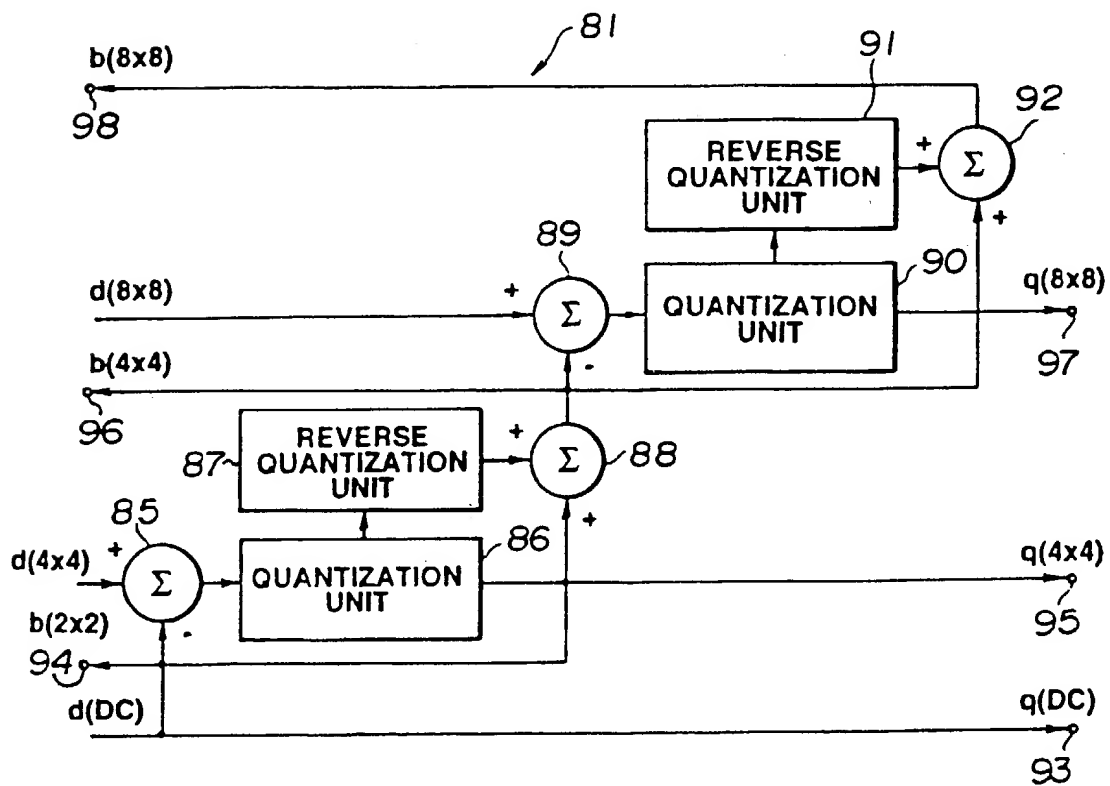 81
b(8x8)
98
91
92
REVERSE
QUANTIZATION
UNIT
+
Σ
+
89
d(8x8)
+
Σ
-
90
QUANTIZATION
UNIT
q(8x8)
97
b(4x4)
96
87
REVERSE
QUANTIZATION
UNIT
+
Σ
88
+
85
d(4x4)
+
Σ
-
86
QUANTIZATION
UNIT
q(4x4)
95
b(2x2)
94
d(DC)
q(DC)
93